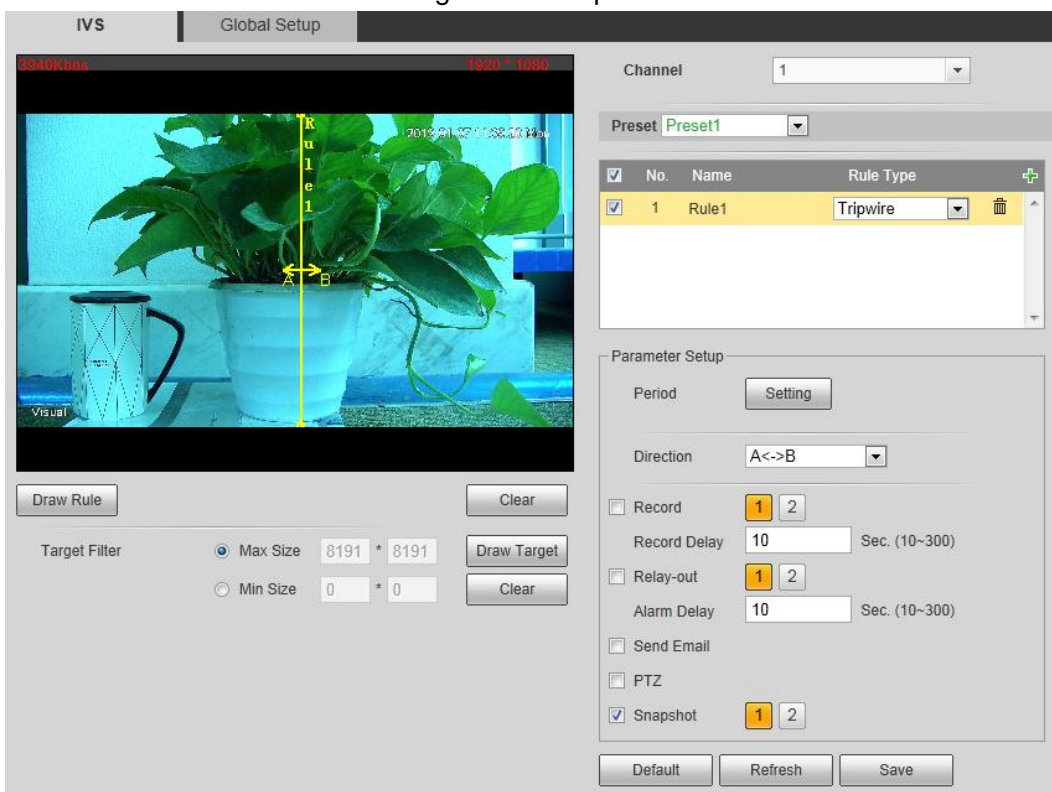 IVS Global Setup
3940Kbps 1920 * 1080
Rule1
A B
Visual
Draw Rule Clear
Target Filter Max Size 8191 * 8191 Draw Target
Min Size 0 * 0 Clear
Channel 1
Preset Preset1
No. Name Rule Type
1 Rule1 Tripwire
Parameter Setup
Period Setting
Direction A<->B
Record 1 2
Record Delay 10 Sec. (10~300)
Relay-out 1 2
Alarm Delay 10 Sec. (10~300)
Send Email
PTZ
Snapshot 1 2
Default Refresh Save